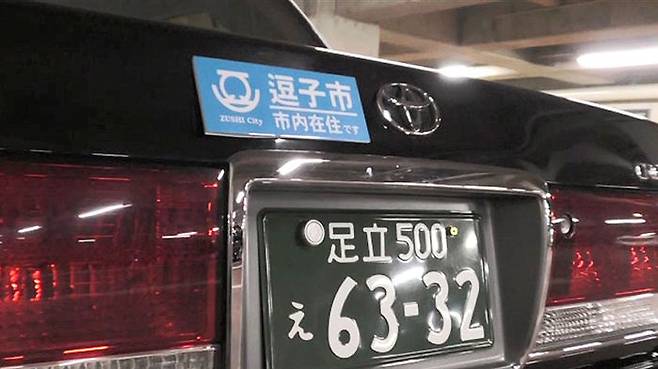 逗子市
ZUSHI City
市内在住です
足立500
え 63-32